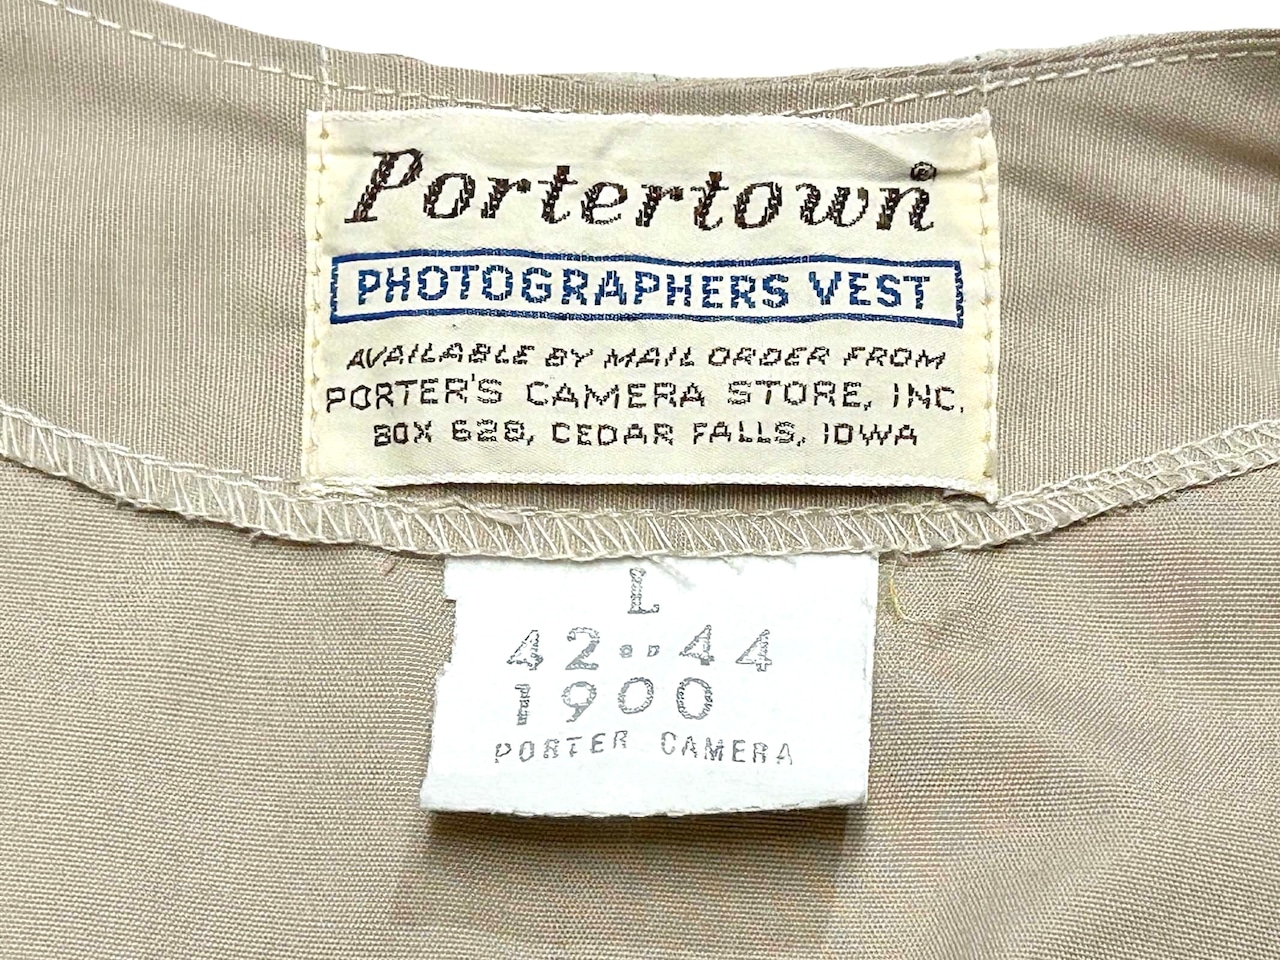 Portertown®
PHOTOGRAPHERS VEST
AVAILABLE BY MAIL ORDER FROM
PORTER'S CAMERA STORE, INC.
BOX 628, CEDAR FALLS, IOWA
L
42--44
1900
PORTER CAMERA